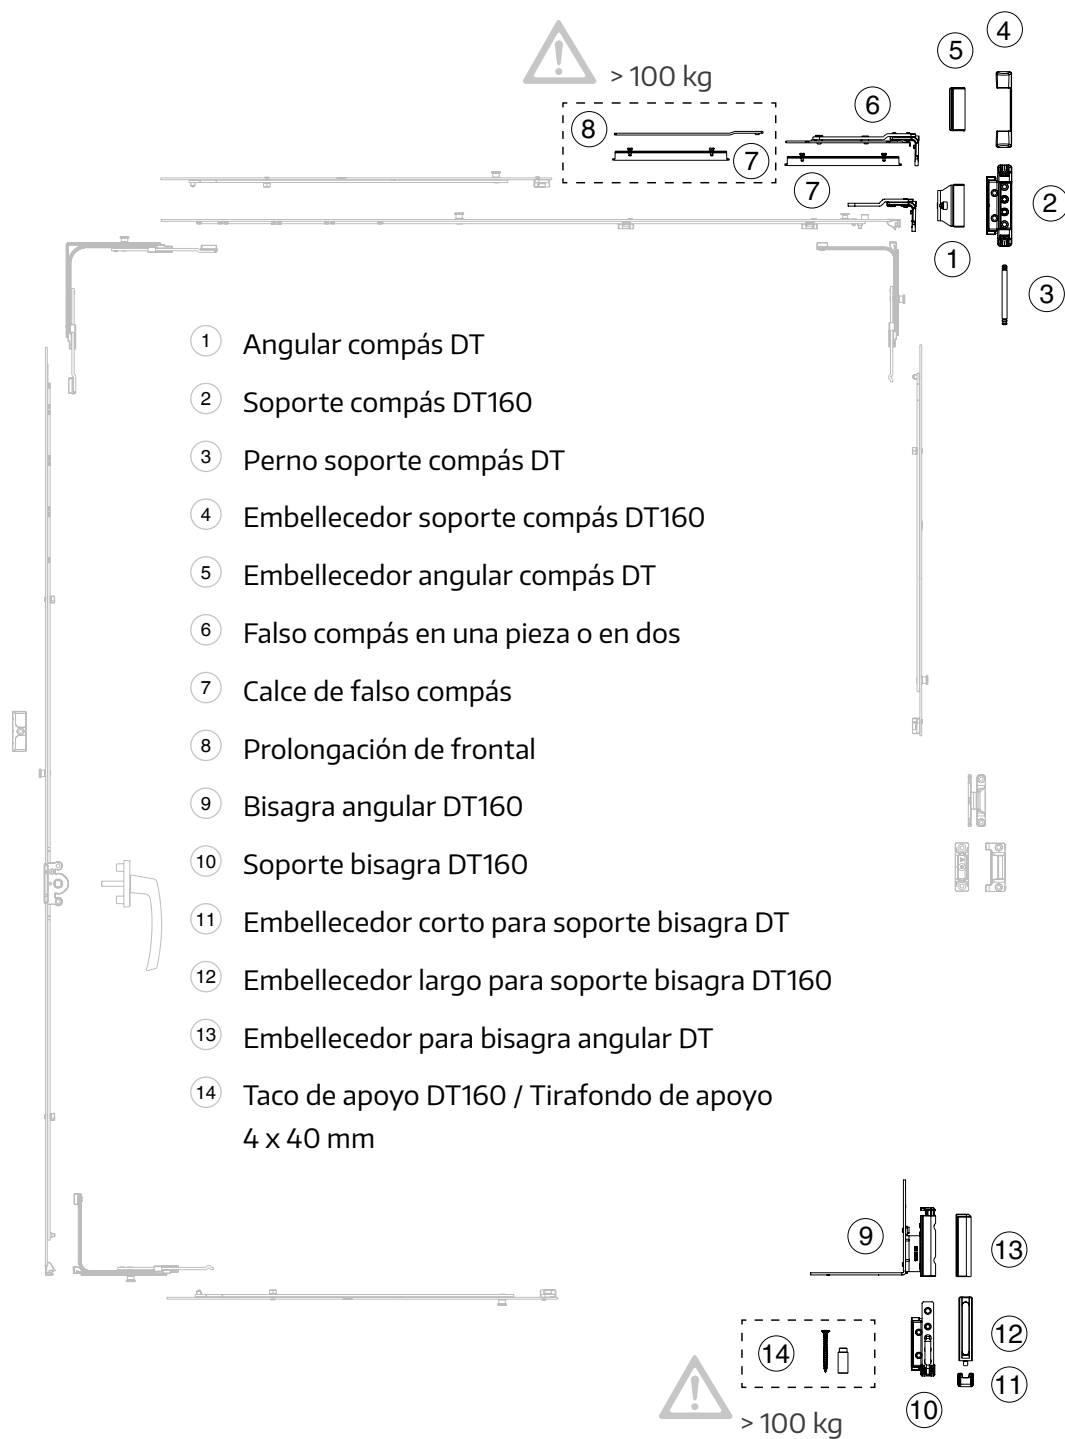 > 100 kg
5
4
6
8
7
7
2
1
3
1 Angular compás DT
2 Soporte compás DT160
3 Perno soporte compás DT
4 Embellecedor soporte compás DT160
5 Embellecedor angular compás DT
6 Falso compás en una pieza o en dos
7 Calce de falso compás
8 Prolongación de frontal
9 Bisagra angular DT160
10 Soporte bisagra DT160
11 Embellecedor corto para soporte bisagra DT
12 Embellecedor largo para soporte bisagra DT160
13 Embellecedor para bisagra angular DT
14 Taco de apoyo DT160 / Tirafondo de apoyo
4 x 40 mm
9
13
14
12
11
10
> 100 kg